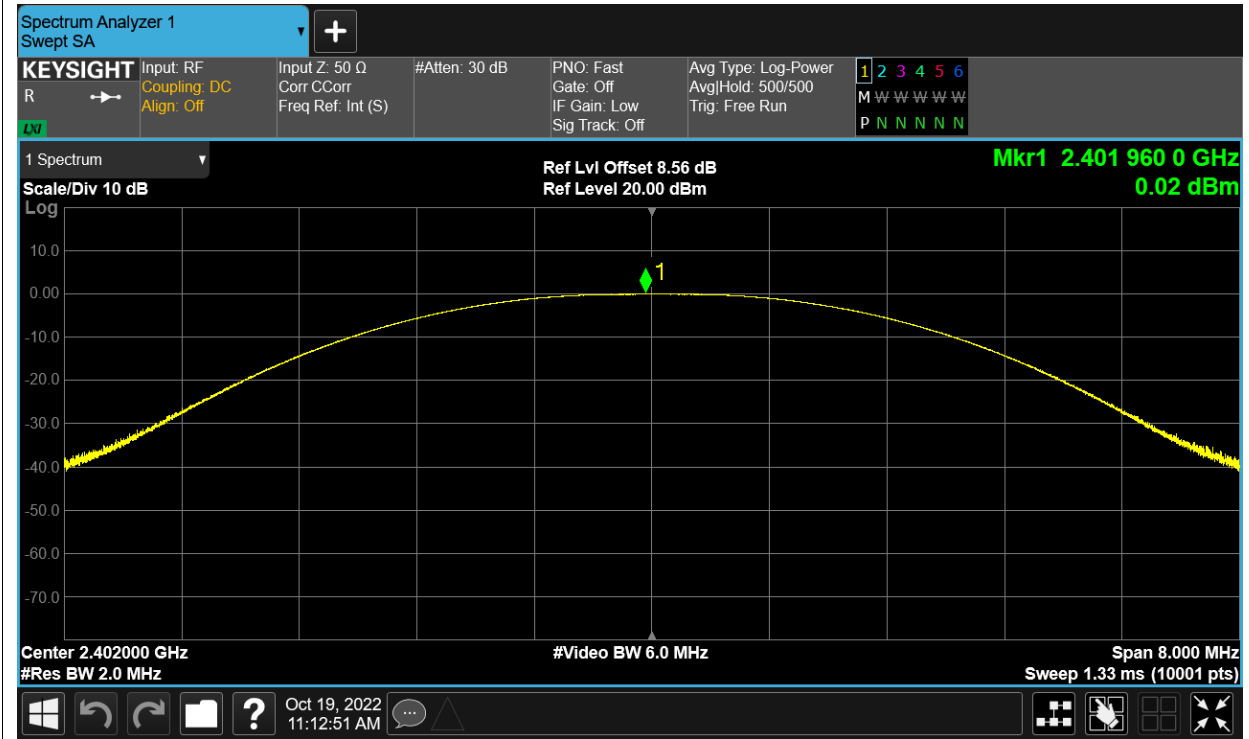 Spectrum Analyzer 1
Swept SA
KEYSIGHT
R
LXI
Input: RF
Coupling: DC
Align: Off
Input Z: 50 Ω
Corr CCorr
Freq Ref: Int (S)
#Atten: 30 dB
PNO: Fast
Gate: Off
IF Gain: Low
Sig Track: Off
Avg Type: Log-Power
Avg|Hold: 500/500
Trig: Free Run
1 2 3 4 5 6
M W W W W W
P N N N N N
1 Spectrum
Scale/Div 10 dB
Log
Ref Lvl Offset 8.56 dB
Ref Level 20.00 dBm
Mkr1 2.401 960 0 GHz
0.02 dBm
10.0
0.00
-10.0
-20.0
-30.0
-40.0
-50.0
-60.0
-70.0
1
Center 2.402000 GHz
#Res BW 2.0 MHz
#Video BW 6.0 MHz
Span 8.000 MHz
Sweep 1.33 ms (10001 pts)
?
Oct 19, 2022
11:12:51 AM